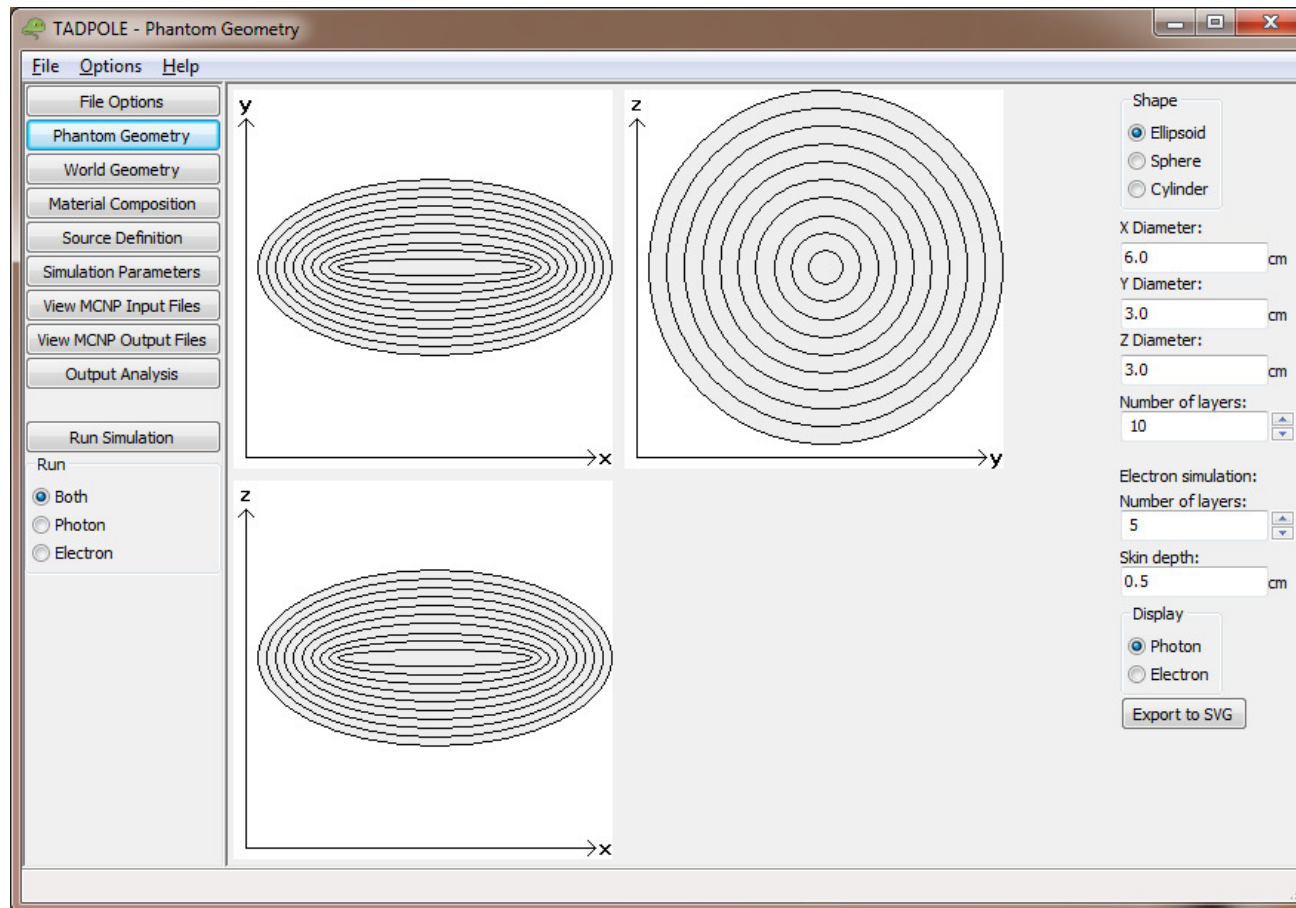 TADPOLE - Phantom Geometry
File Options Help
File Options
Phantom Geometry
World Geometry
Material Composition
Source Definition
Simulation Parameters
View MCNP Input Files
View MCNP Output Files
Output Analysis
Run Simulation
Run
Both
Photon
Electron
y
x
z
y
z
x
Shape
Ellipsoid
Sphere
Cylinder
X Diameter:
6.0 cm
Y Diameter:
3.0 cm
Z Diameter:
3.0 cm
Number of layers:
10
Electron simulation:
Number of layers:
5
Skin depth:
0.5 cm
Display
Photon
Electron
Export to SVG